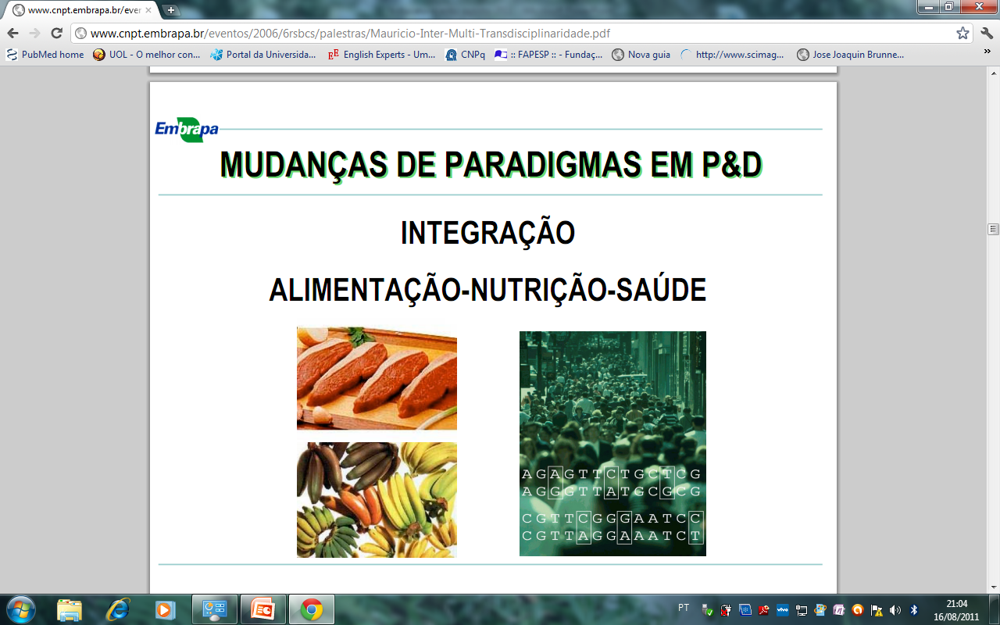 www.cnpt.embrapa.br/ever
www.cnpt.embrapa.br/eventos/2006/6rsbcs/palestras/Mauricio-Inter-Multi-Transdisciplinaridade.pdf
PubMed home UOL - O melhor con... Portal da Universida... English Experts - Um... CNPq :: FAPESP :: - Fundaç... Nova guia http://www.scimag... Jose Joaquin Brunne... »
Embrapa
MUDANÇAS DE PARADIGMAS EM P&D
INTEGRAÇÃO
ALIMENTAÇÃO-NUTRIÇÃO-SAÚDE
AGAGTTCTGCTCG
AGGGTTATGCGCG
CGTTCGGGAATCC
CGTTAGGAAATCT
PT 21:04
16/08/2011